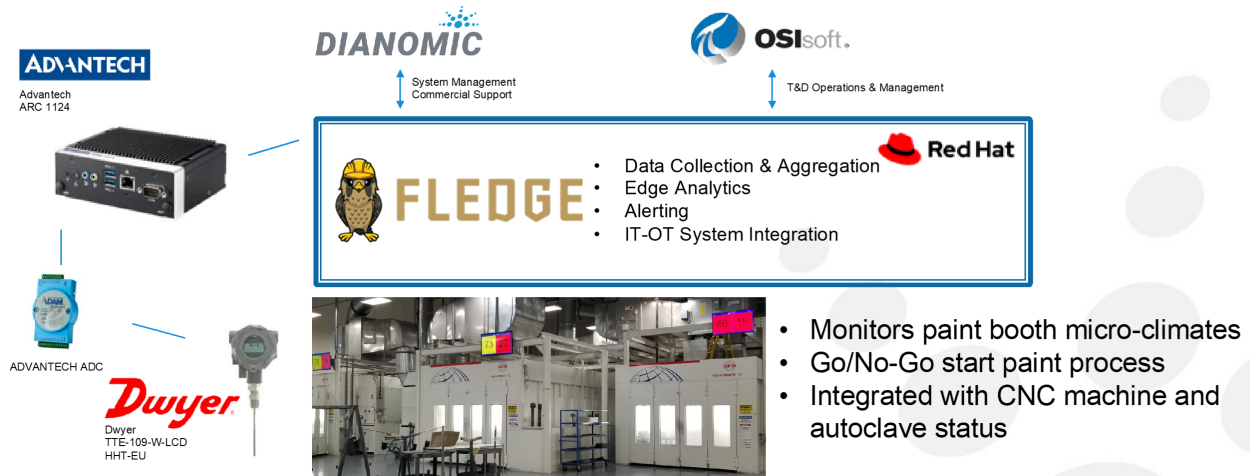 DIANOMIC
OSIsoft.
ADVANTECH
Advantech
ARC 1124
System Management
Commercial Support
T&D Operations & Management
FLEDGE
Red Hat
• Data Collection & Aggregation
• Edge Analytics
• Alerting
• IT-OT System Integration
ADAM
ADVANTECH ADC
Dwyer
Dwyer
TTE-109-W-LCD
HHT-EU
73
• Monitors paint booth micro-climates
• Go/No-Go start paint process
• Integrated with CNC machine and
autoclave status